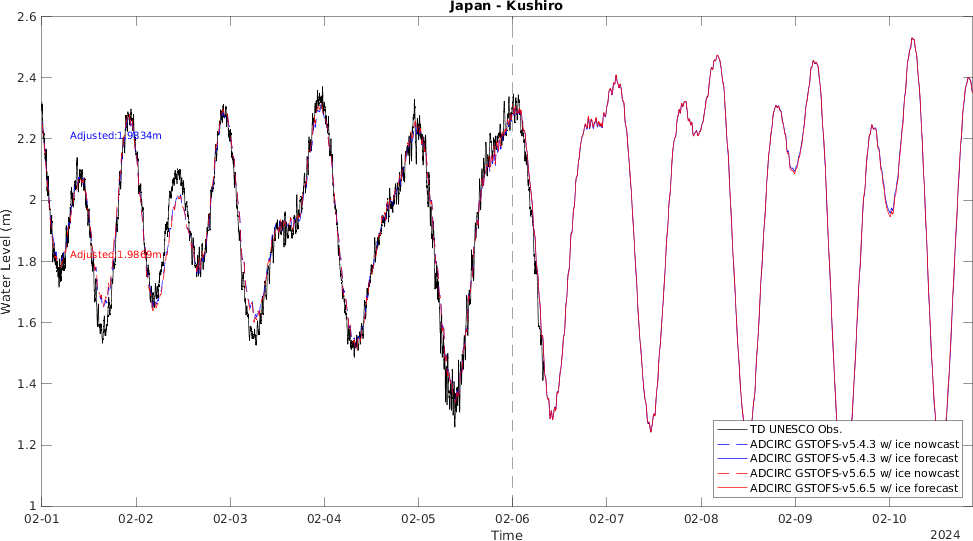 Japan - Kushiro
2.6
2.4
2.2
2
1.8
1.6
1.4
1.2
1
Water Level (m)
Adjusted:1.9834m
Adjusted:1.9869m
TD UNESCO Obs.
ADCIRC GSTOFS-v5.4.3 w/ ice nowcast
ADCIRC GSTOFS-v5.4.3 w/ ice forecast
ADCIRC GSTOFS-v5.6.5 w/ ice nowcast
ADCIRC GSTOFS-v5.6.5 w/ ice forecast
02-01 02-02 02-03 02-04 02-05 02-06 02-07 02-08 02-09 02-10
Time
2024